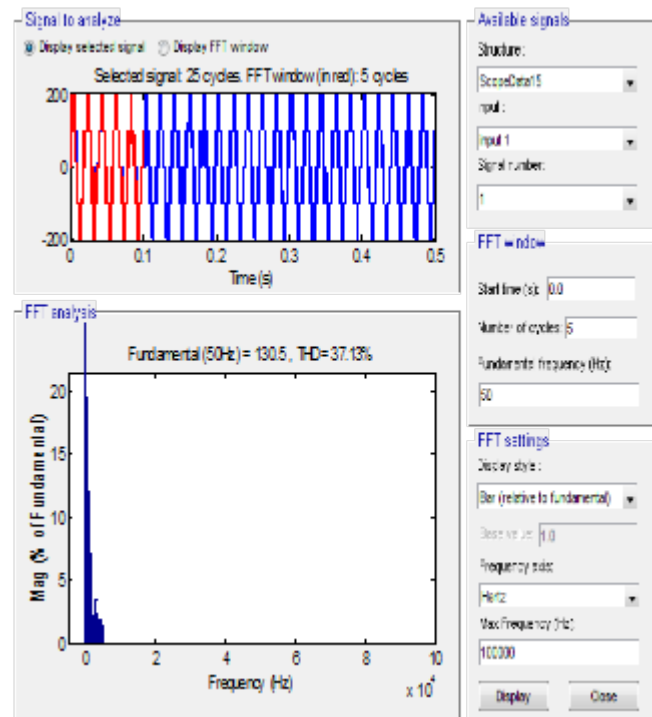 Signal to analyze
Display selected signal
Display FFT window
Selected signal: 25 cycles. FFT window (in red): 5 cycles
200
0
-200
0
0.1
0.2
0.3
0.4
0.5
Time (s)
FFT analysis
Fundamental (50Hz) = 130.5 , THD= 37.13%
20
15
10
5
0
Mag (% of Fundamental)
0
2
4
6
8
10
x 10
4
Frequency (Hz)
Available signals
Structure :
ScopeData15
Input :
input 1
Signal number:
1
FFT window
Start time (s): 0.0
Number of cycles: 5
Fundamental frequency (Hz):
50
FFT settings
Display style :
Bar (relative to fundamental)
Base value: 1.0
Frequency axis:
Hertz
Max Frequency (Hz):
100000
Display
Close